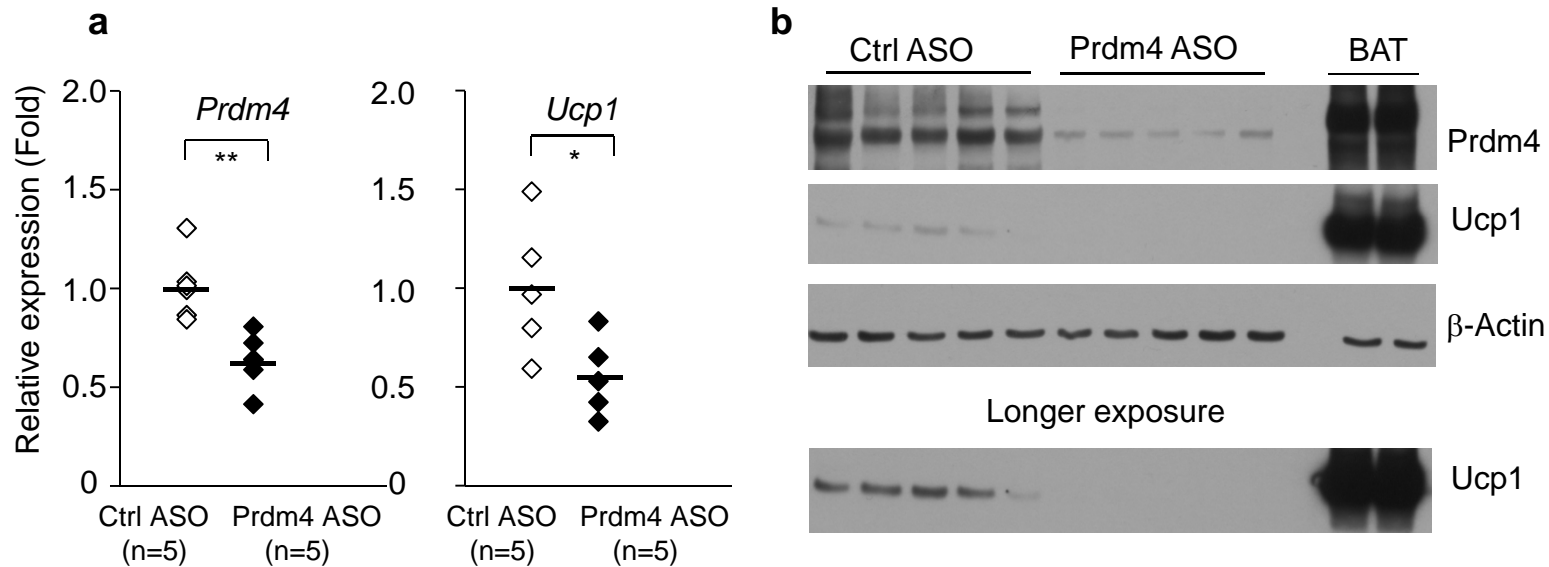 a
Relative expression (Fold)
2.0
1.5
1.0
0.5
0
Prdm4
**
Ctrl ASO
(n=5)
Prdm4 ASO
(n=5)
2.0
1.5
1.0
0.5
0
Ucp1
*
Ctrl ASO
(n=5)
Prdm4 ASO
(n=5)
b
Ctrl ASO Prdm4 ASO BAT
Prdm4
Ucp1
β-Actin
Longer exposure
Ucp1